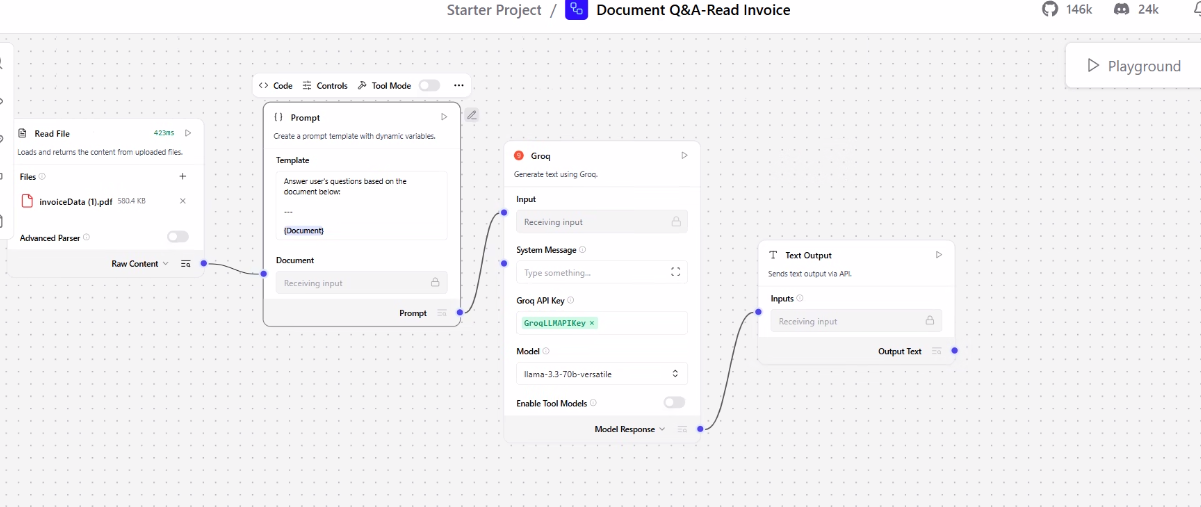 Starter Project / Document Q&A-Read Invoice
146k 24k
Playground
Code Controls Tool Mode
Read File 423ms
Loads and returns the content from uploaded files.
Files
invoiceData (1).pdf 580.4 KB
Advanced Parser
Raw Content
Prompt
Create a prompt template with dynamic variables.
Template
Answer user's questions based on the
document below:
---
{Document}
Document
Receiving input
Prompt
Groq
Generate text using Groq.
Input
Receiving input
System Message
Type something...
Groq API Key
GroqLLMAPIKey ×
Model
llama-3.3-70b-versatile
Enable Tool Models
Model Response
Text Output
Sends text output via API.
Inputs
Receiving input
Output Text